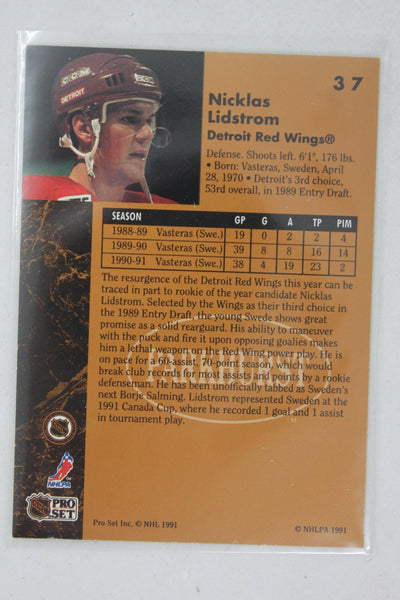 37
Nicklas
Lidstrom
Detroit Red Wings®
Defense. Shoots left. 6'1", 176 lbs.
• Born: Vasteras, Sweden, April
28, 1970 • Detroit's 3rd choice,
53rd overall, in 1989 Entry Draft.
SEASON GP G A TP PIM
1988-89 Vasteras (Swe.) 19 0 2 2 4
1989-90 Vasteras (Swe.) 39 8 8 16 14
1990-91 Vasteras (Swe.) 38 4 19 23 2
The resurgence of the Detroit Red Wings this year can be
traced in part to rookie of the year candidate Nicklas
Lidstrom. Selected by the Wings as their third choice in
the 1989 Entry Draft, the young Swede shows great
promise as a solid rearguard. His ability to maneuver
with the puck and fire it upon opposing goalies makes
him a lethal weapon on the Red Wing power play. He is
on pace for a 60-assist, 70-point season, which would
break club records for most assists and points by a rookie
defenseman. He has been unofficially tabbed as Sweden's
next Borje Salming. Lidstrom represented Sweden at the
1991 Canada Cup, where he recorded 1 goal and 1 assist
in tournament play.
PARKHURST
CCM
DETROIT
NHL
NHLPA
NHL
PRO
SET
Pro Set Inc. © NHL 1991
© NHLPA 1991